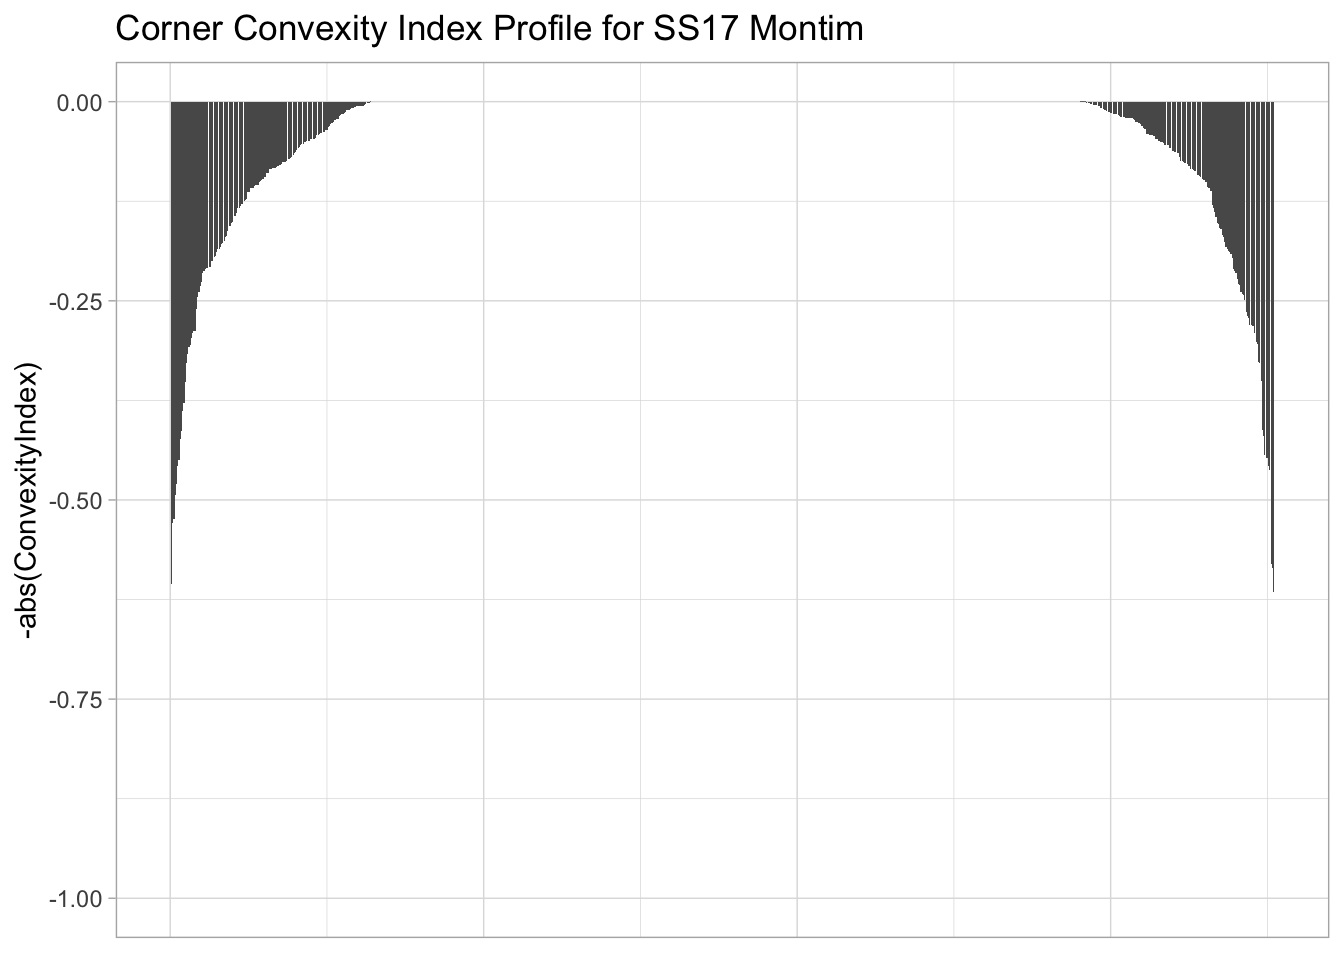 Corner Convexity Index Profile for SS17 Montim
0.00
-0.25
-0.50
-0.75
-1.00
-abs(ConvexityIndex)